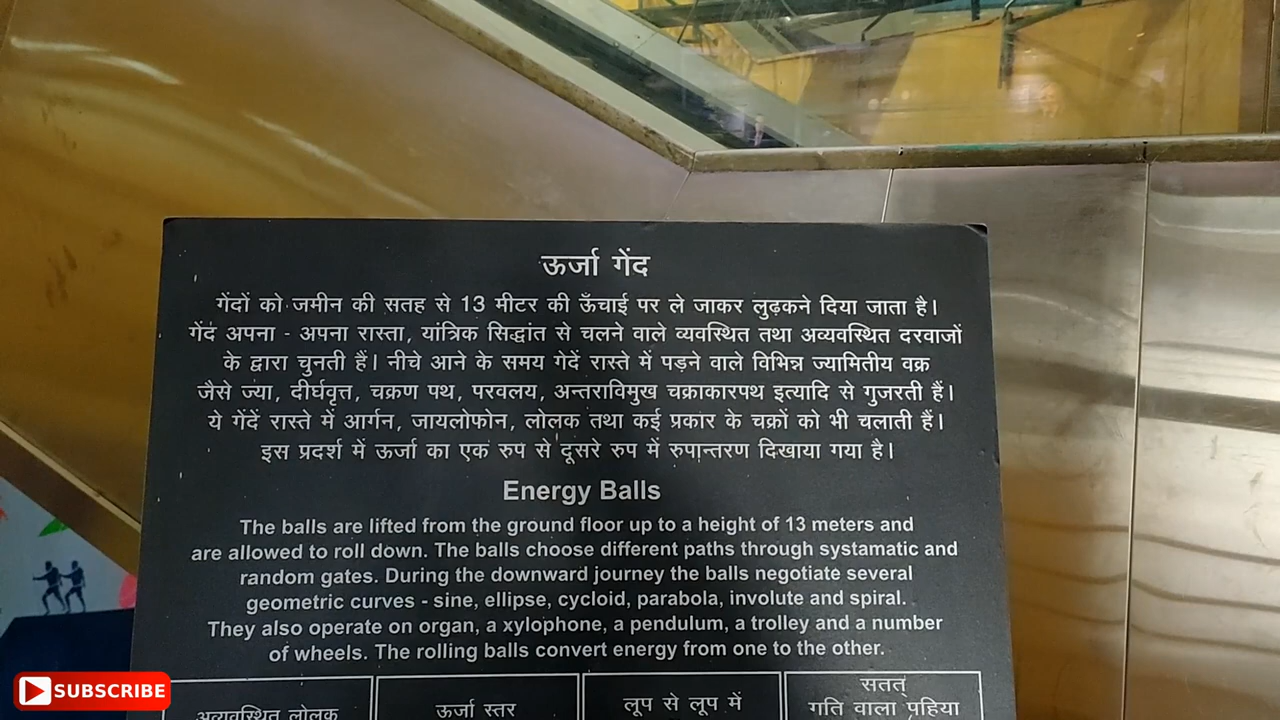 ऊर्जा गेंद
गेंदों को जमीन की सतह से 13 मीटर की ऊँचाई पर ले जाकर लुढ़कने दिया जाता है।
गेंद अपना - अपना रास्ता, यांत्रिक सिद्धांत से चलने वाले व्यवस्थित तथा अव्यवस्थित दरवाजों
के द्वारा चुनती हैं। नीचे आने के समय गेदें रास्ते में पड़ने वाले विभिन्न ज्यामितीय वक्र
जैसे ज्या, दीर्घवृत्त, चक्रण पथ, परवलय, अन्तराविमुख चक्राकारपथ इत्यादि से गुजरती हैं।
ये गेंदें रास्ते में आर्गन, जायलोफोन, लोलक तथा कई प्रकार के चक्रों को भी चलाती हैं।
इस प्रदर्श में ऊर्जा का एक रुप से दूसरे रुप में रुपान्तरण दिखाया गया है।
Energy Balls
The balls are lifted from the ground floor up to a height of 13 meters and
are allowed to roll down. The balls choose different paths through systamatic and
random gates. During the downward journey the balls negotiate several
geometric curves - sine, ellipse, cycloid, parabola, involute and spiral.
They also operate on organ, a xylophone, a pendulum, a trolley and a number
of wheels. The rolling balls convert energy from one to the other.
अव्यवस्थित लोलक
ऊर्जा स्तर
लूप से लूप में
सतत्
गति वाला पहिया
SUBSCRIBE